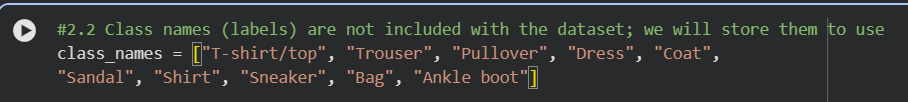 #2.2 Class names (labels) are not included with the dataset; we will store them to use
class_names = ["T-shirt/top", "Trouser", "Pullover", "Dress", "Coat",
"Sandal", "Shirt", "Sneaker", "Bag", "Ankle boot"]